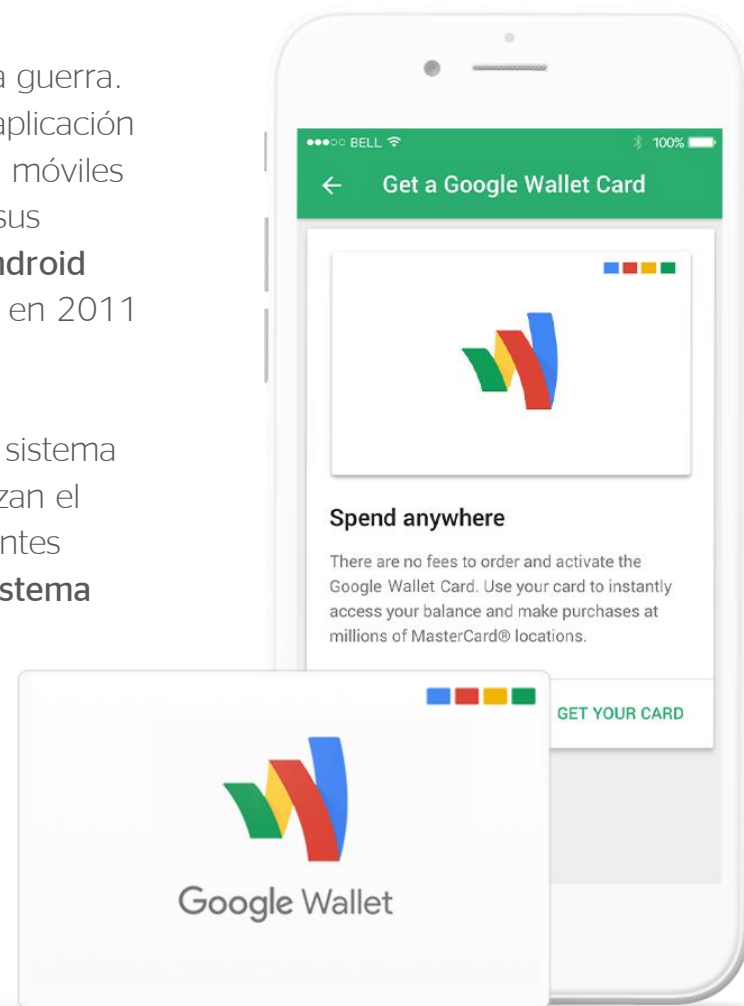 a guerra.
aplicación
móviles
sus
ndroid
en 2011
sistema
zan el
ntes
istema
BELL
100%
Get a Google Wallet Card
Spend anywhere
There are no fees to order and activate the
Google Wallet Card. Use your card to instantly
access your balance and make purchases at
millions of MasterCard® locations.
GET YOUR CARD
Google Wallet